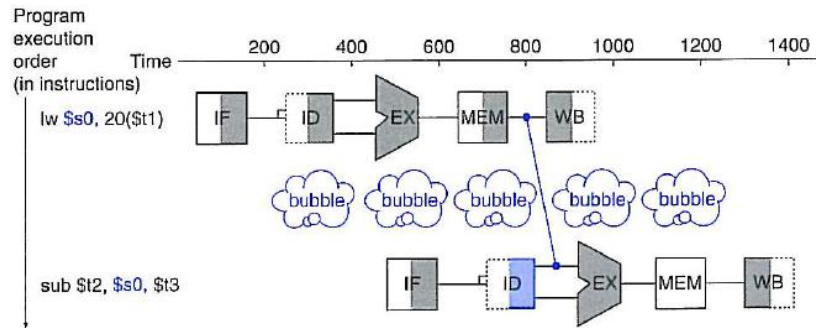 Program
execution
order Time 200 400 600 800 1000 1200 1400
(in instructions)
lw $s0, 20($t1) IF ID EX MEM WB
bubble bubble bubble bubble bubble
sub $t2, $s0, $t3 IF ID EX MEM WB